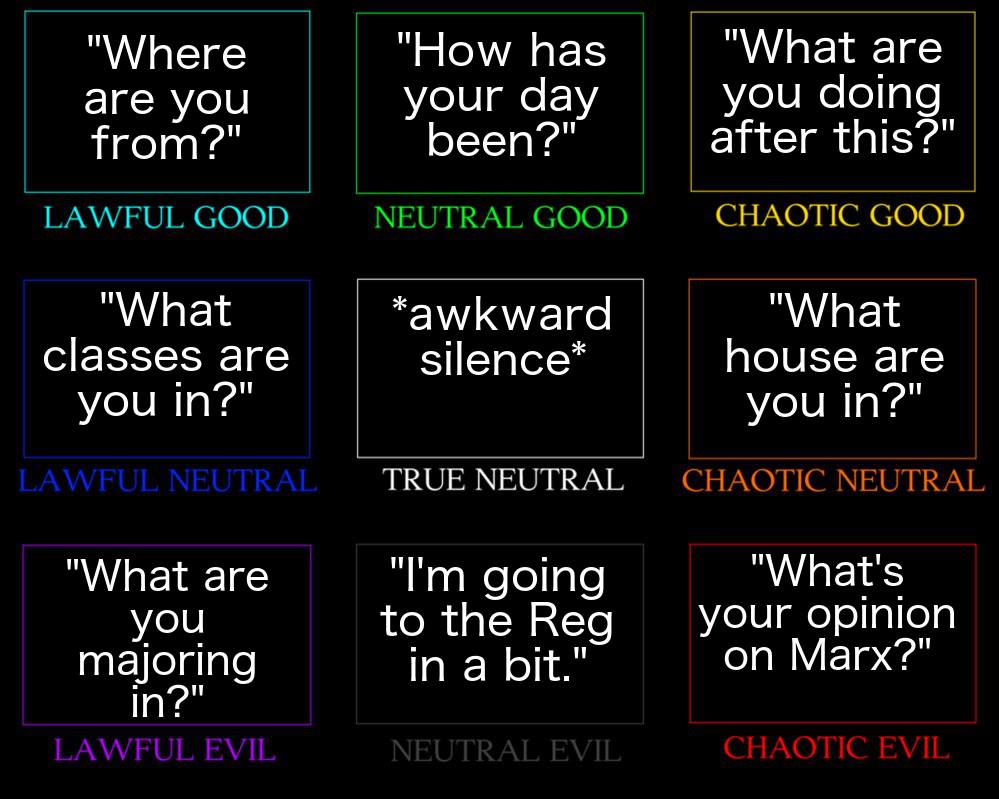 "Where
are you
from?"
LAWFUL GOOD
"How has
your day
been?"
NEUTRAL GOOD
"What are
you doing
after this?"
CHAOTIC GOOD
"What
classes are
you in?"
LAWFUL NEUTRAL
*awkward
silence*
TRUE NEUTRAL
"What
house are
you in?"
CHAOTIC NEUTRAL
"What are
you
majoring
in?"
LAWFUL EVIL
"I'm going
to the Reg
in a bit."
NEUTRAL EVIL
"What's
your opinion
on Marx?"
CHAOTIC EVIL